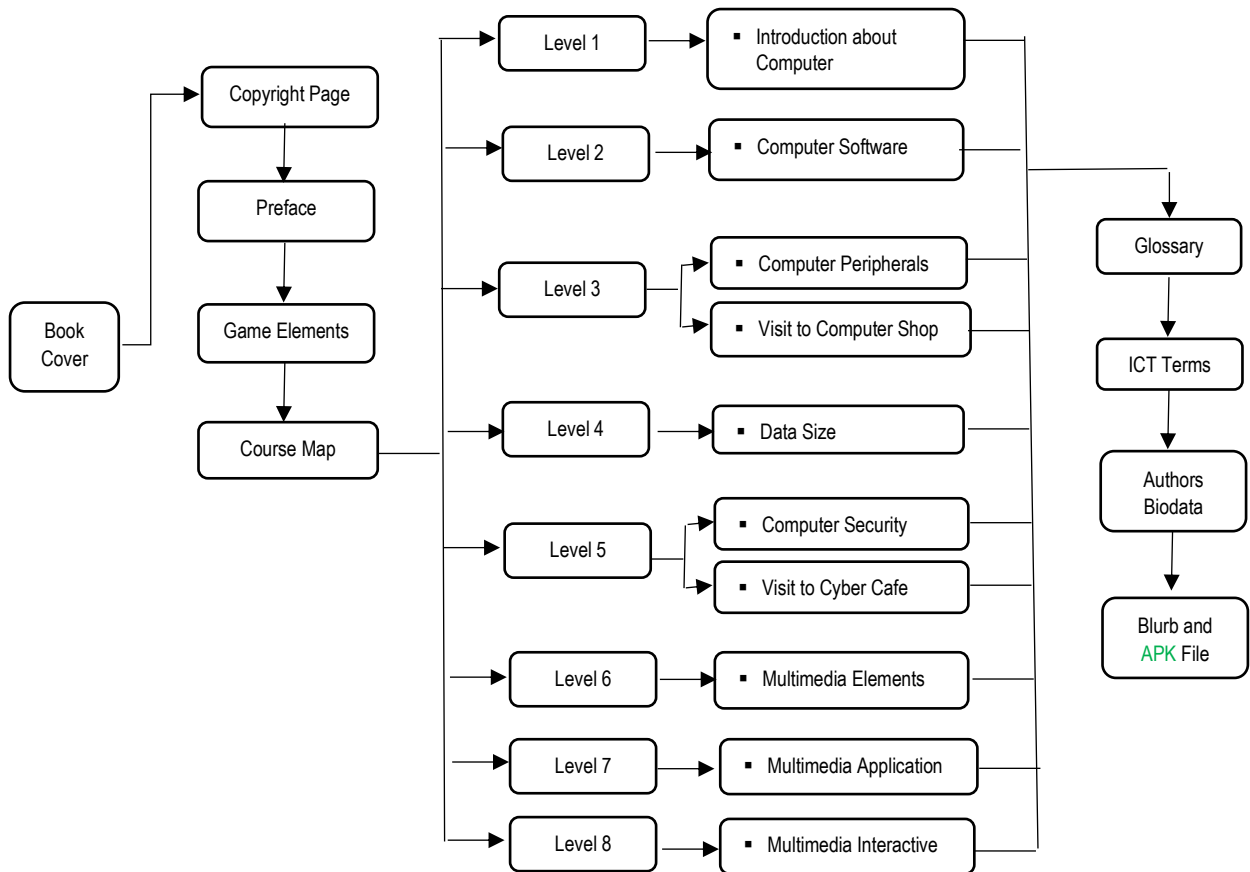 Book
Cover
Copyright Page
Preface
Game Elements
Course Map
Level 1
▪ Introduction about
Computer
Level 2
▪ Computer Software
Level 3
▪ Computer Peripherals
▪ Visit to Computer Shop
Level 4
▪ Data Size
Level 5
▪ Computer Security
▪ Visit to Cyber Cafe
Level 6
▪ Multimedia Elements
Level 7
▪ Multimedia Application
Level 8
▪ Multimedia Interactive
Glossary
ICT Terms
Authors
Biodata
Blurb and
APK File